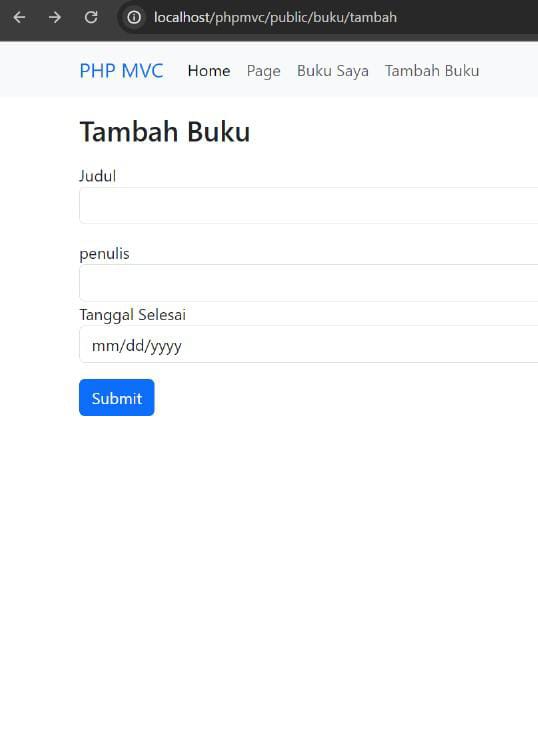 localhost/phpmvc/public/buku/tambah
PHP MVC Home Page Buku Saya Tambah Buku
Tambah Buku
Judul
penulis
Tanggal Selesai
mm/dd/yyyy
Submit